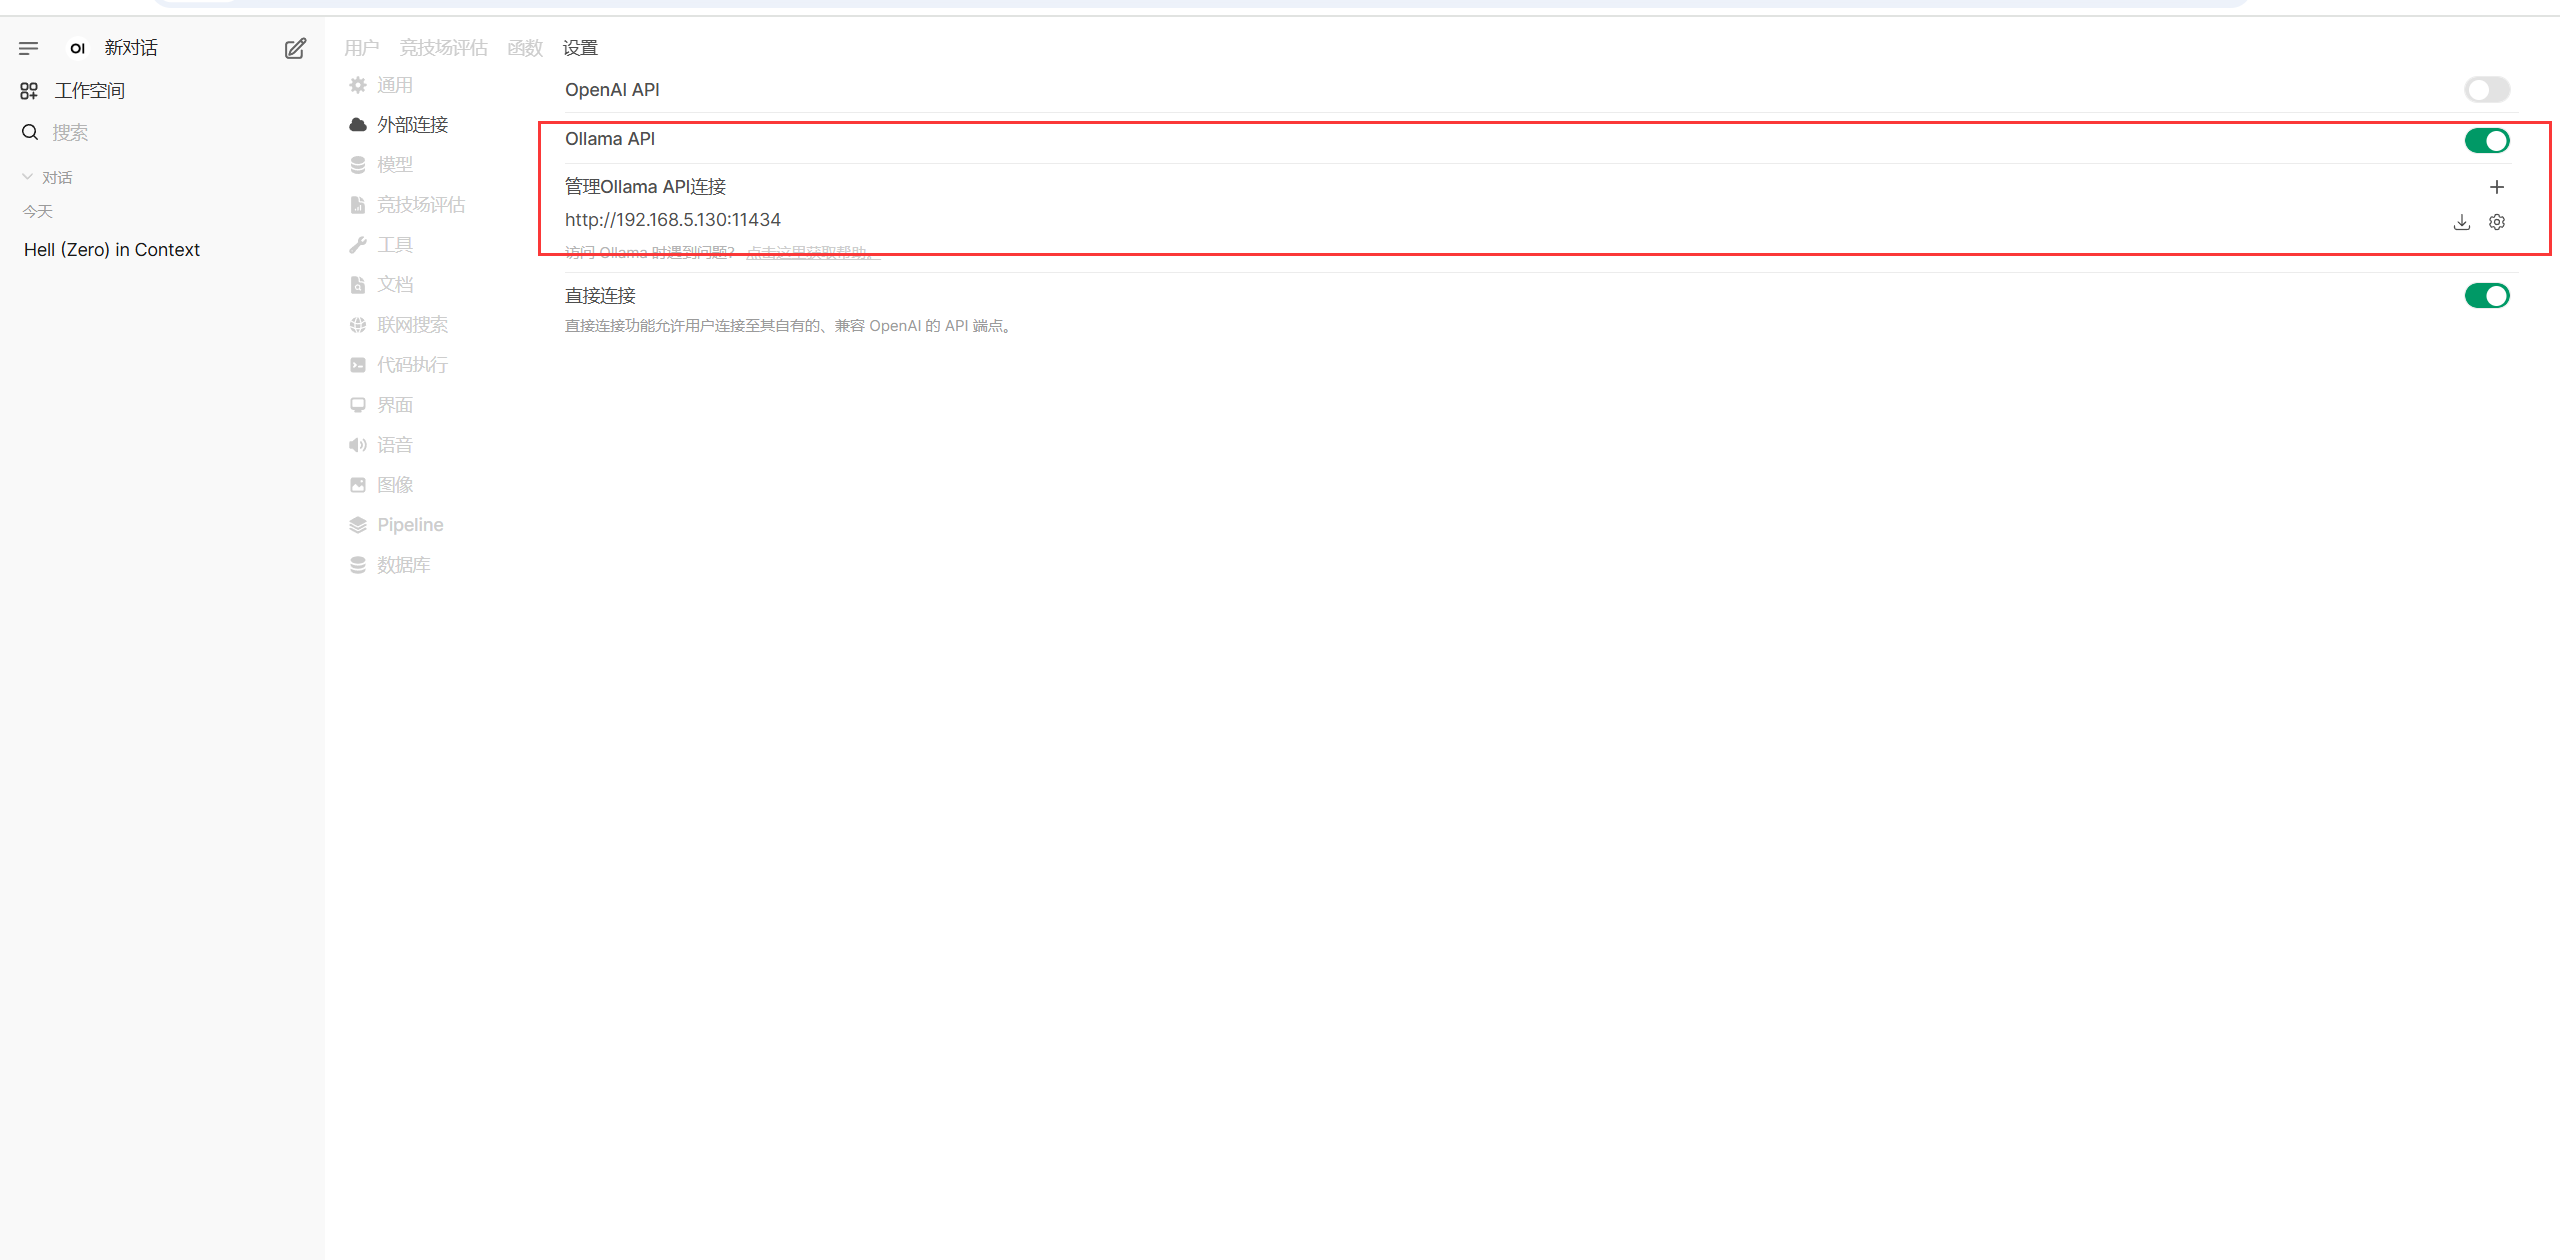 OI 新对话
工作空间
搜索
对话
今天
Hell (Zero) in Context
用户 竞技场评估 函数 设置
通用
外部连接
模型
竞技场评估
工具
文档
联网搜索
代码执行
界面
语音
图像
Pipeline
数据库
OpenAI API
Ollama API
管理Ollama API连接
http://192.168.5.130:11434
访问 Ollama 时遇到问题? 点击这里获取帮助。
直接连接
直接连接功能允许用户连接至其自有的、兼容 OpenAI 的 API 端点。